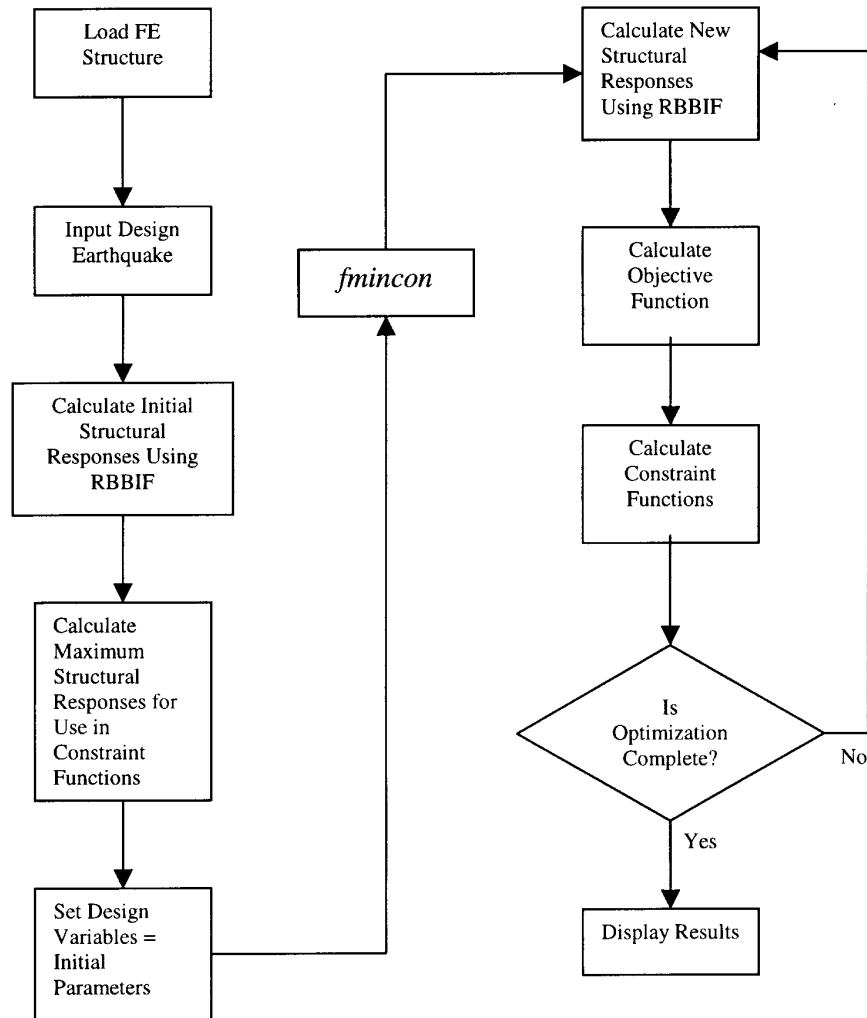 Load FE
Structure
Input Design
Earthquake
Calculate Initial
Structural
Responses Using
RBBIF
Calculate
Maximum
Structural
Responses for
Use in
Constraint
Functions
Set Design
Variables =
Initial
Parameters
fmincon
Calculate New
Structural
Responses
Using RBBIF
Calculate
Objective
Function
Calculate
Constraint
Functions
Is
Optimization
Complete?
No
Yes
Display Results